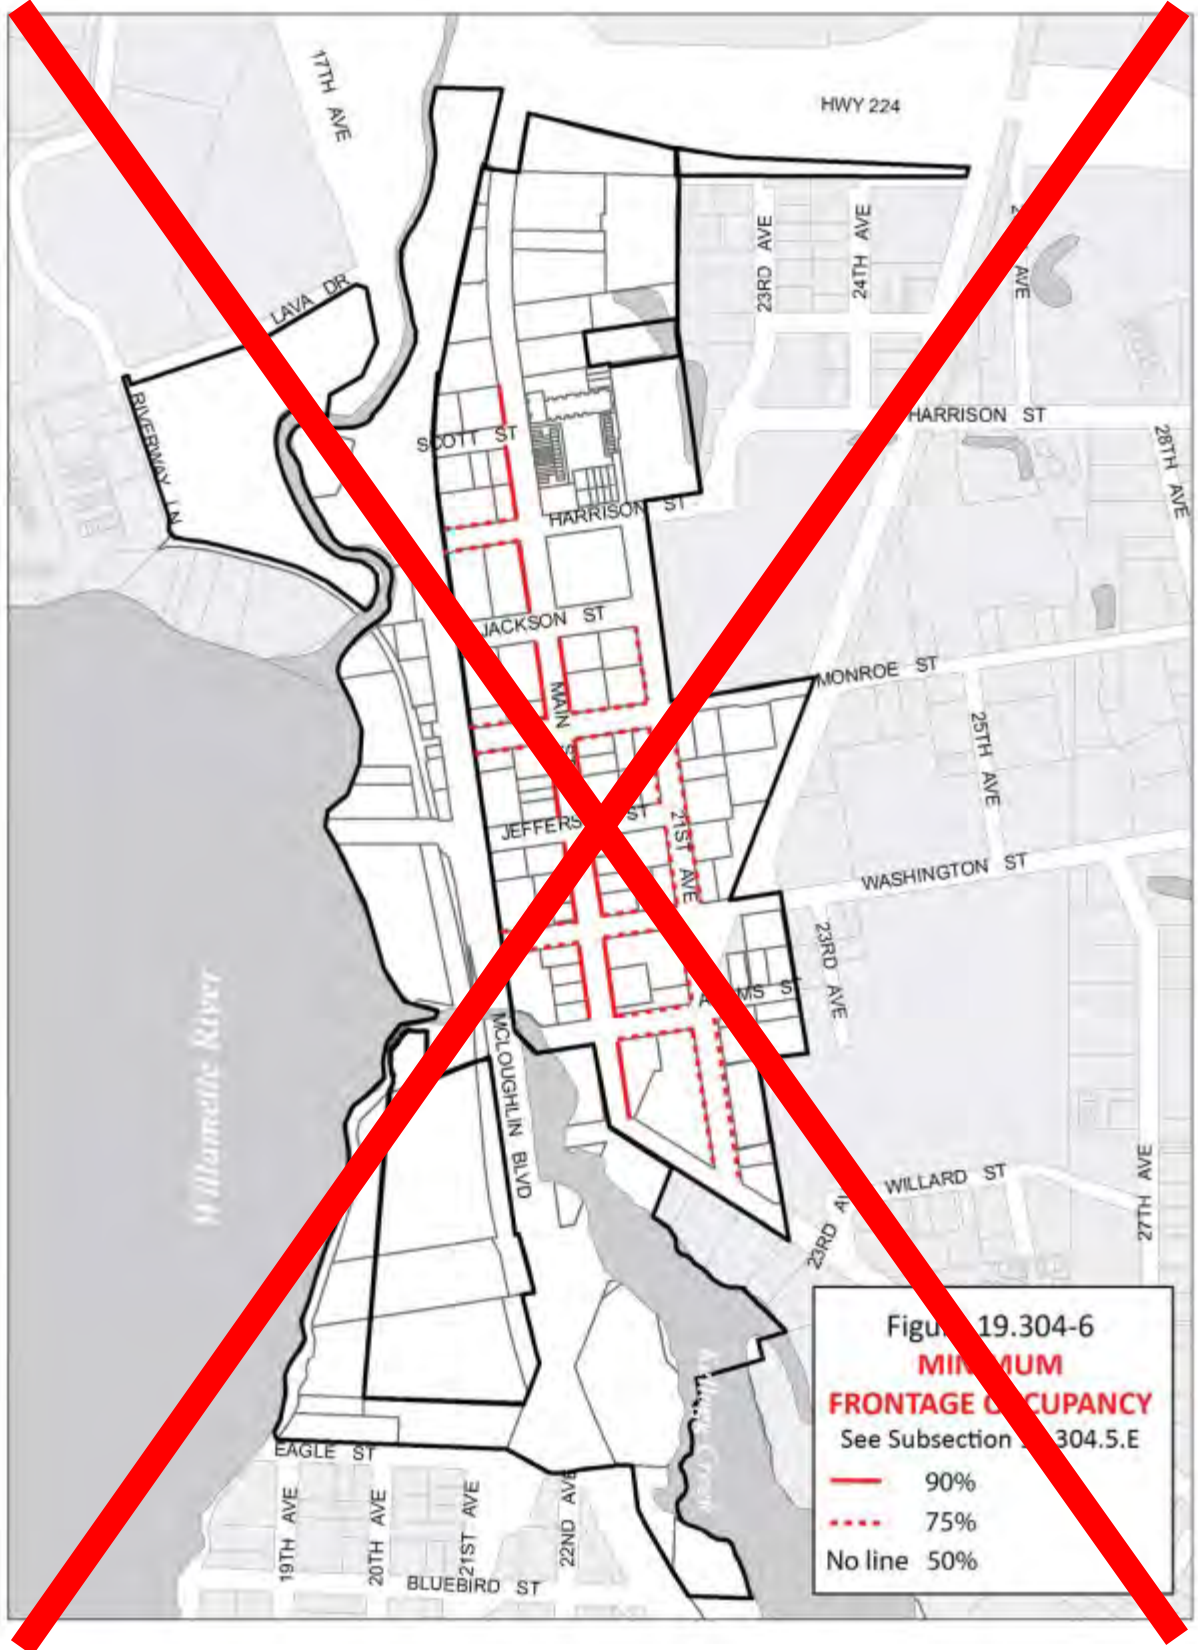 17TH AVE
HWY 224
LAVA DR
23RD AVE
24TH AVE
AVE
RIVERWAY LN
SCOTT ST
HARRISON ST
28TH AVE
HARRISON ST
JACKSON ST
MONROE ST
MAIN
25TH AVE
ST
21ST AVE
WASHINGTON ST
23RD AVE
Willamette River
MCLOUGHLIN BLVD
WILLARD ST
27TH AVE
23RD
EAGLE ST
19TH AVE
20TH AVE
21ST AVE
22ND AVE
BLUEBIRD ST
19.304-6
FRONTAGE
See Subsection
304.5.E
90%
75%
No line 50%